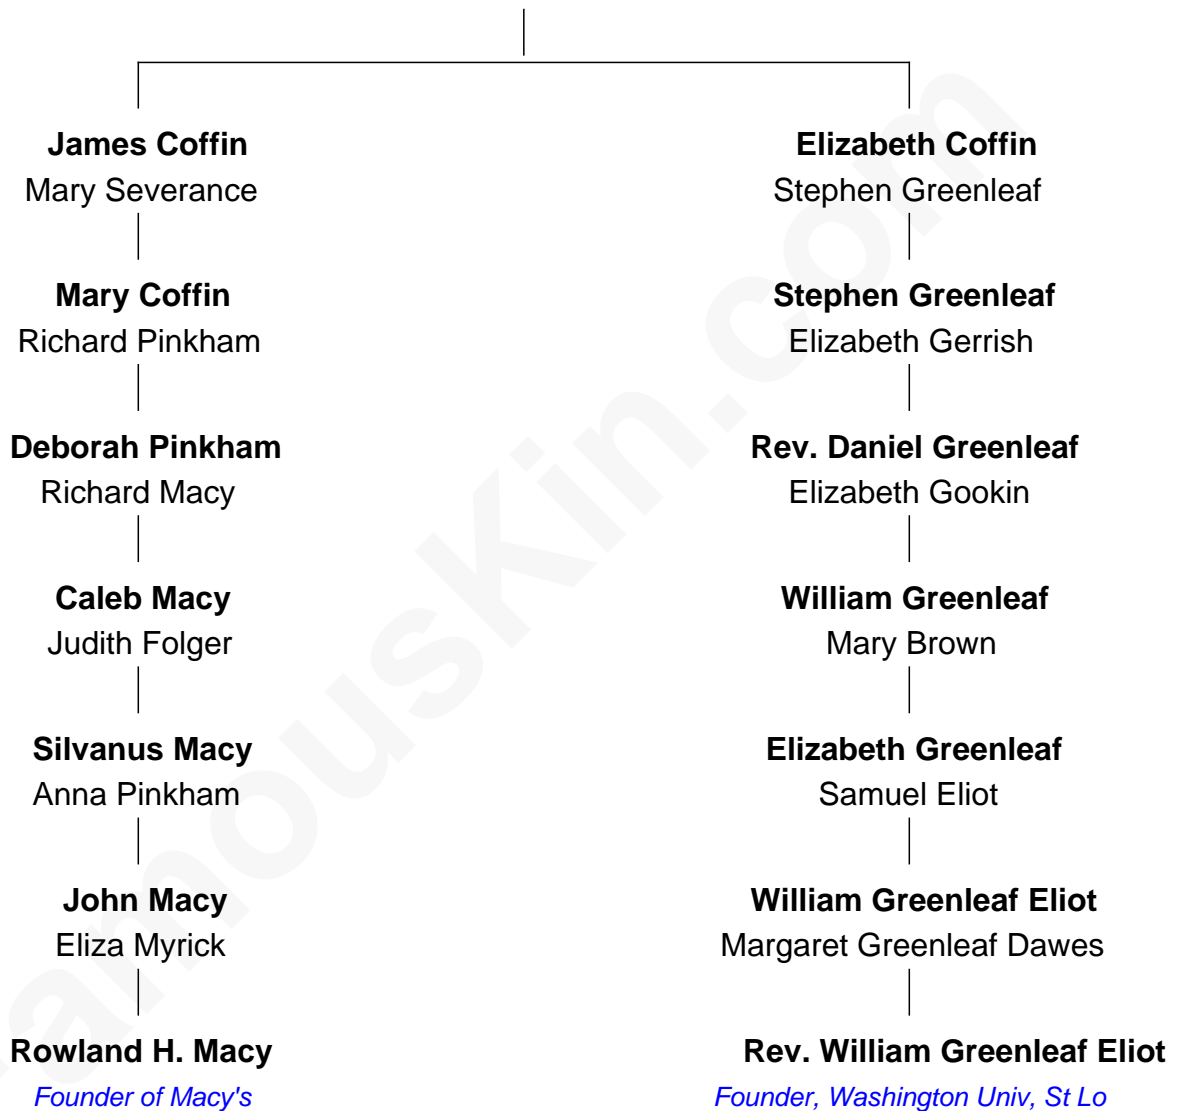 James Coffin
Mary Severance
Mary Coffin
Richard Pinkham
Deborah Pinkham
Richard Macy
Caleb Macy
Judith Folger
Silvanus Macy
Anna Pinkham
John Macy
Eliza Myrick
Rowland H. Macy
Founder of Macy's
Elizabeth Coffin
Stephen Greenleaf
Stephen Greenleaf
Elizabeth Gerrish
Rev. Daniel Greenleaf
Elizabeth Gookin
William Greenleaf
Mary Brown
Elizabeth Greenleaf
Samuel Eliot
William Greenleaf Eliot
Margaret Greenleaf Dawes
Rev. William Greenleaf Eliot
Founder, Washington Univ, St Lo
amousKin.com